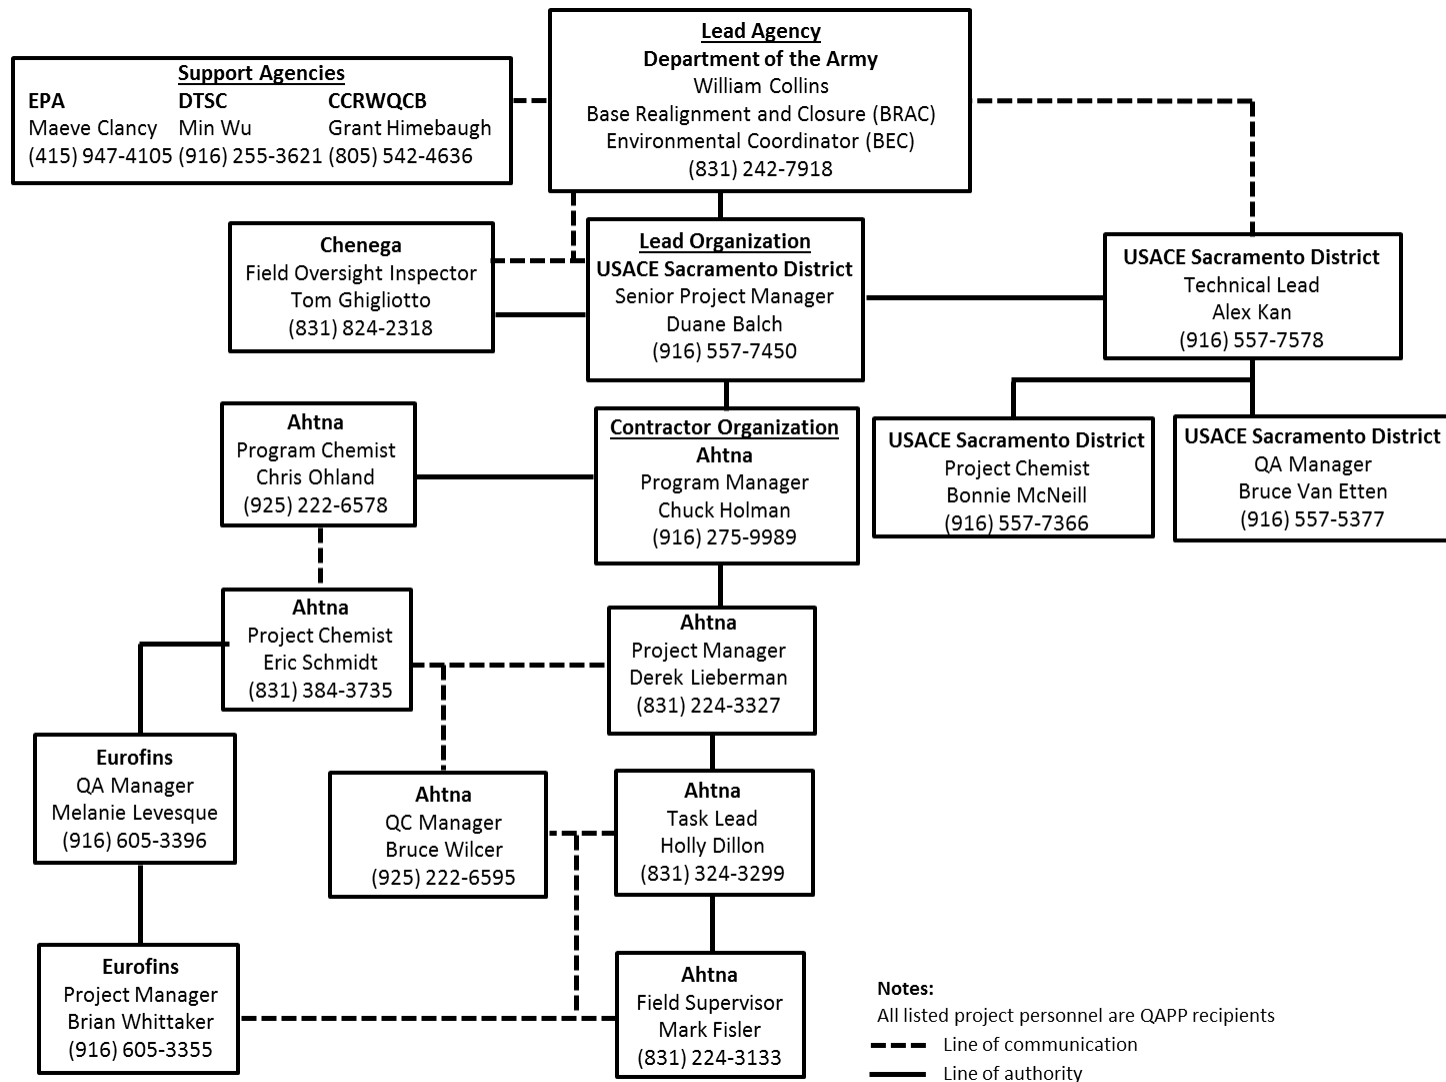 Lead Agency
Department of the Army
William Collins
Base Realignment and Closure (BRAC)
Environmental Coordinator (BEC)
(831) 242-7918
Support Agencies
EPA DTSC CCRWQCB
Maeve Clancy Min Wu Grant Himebaugh
(415) 947-4105 (916) 255-3621 (805) 542-4636
Chenega
Field Oversight Inspector
Tom Ghigliotto
(831) 824-2318
Lead Organization
USACE Sacramento District
Senior Project Manager
Duane Balch
(916) 557-7450
USACE Sacramento District
Technical Lead
Alex Kan
(916) 557-7578
Ahtna
Program Chemist
Chris Ohland
(925) 222-6578
Contractor Organization
Ahtna
Program Manager
Chuck Holman
(916) 275-9989
USACE Sacramento District
Project Chemist
Bonnie McNeill
(916) 557-7366
USACE Sacramento District
QA Manager
Bruce Van Etten
(916) 557-5377
Ahtna
Project Chemist
Eric Schmidt
(831) 384-3735
Ahtna
Project Manager
Derek Lieberman
(831) 224-3327
Eurofins
QA Manager
Melanie Levesque
(916) 605-3396
Ahtna
QC Manager
Bruce Wilcer
(925) 222-6595
Ahtna
Task Lead
Holly Dillon
(831) 324-3299
Eurofins
Project Manager
Brian Whittaker
(916) 605-3355
Ahtna
Field Supervisor
Mark Fisler
(831) 224-3133
Notes:
All listed project personnel are QAPP recipients
Line of communication
Line of authority